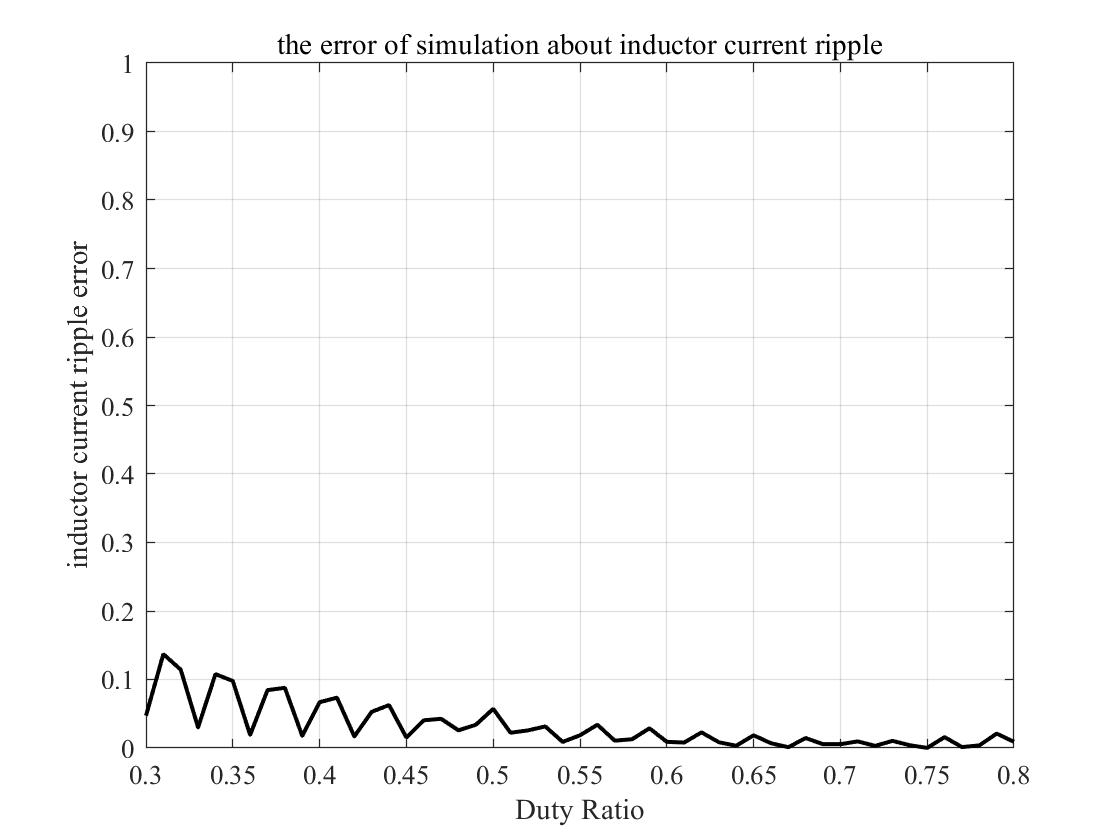 the error of simulation about inductor current ripple
1
0.9
0.8
0.7
0.6
0.5
0.4
0.3
0.2
0.1
0
inductor current ripple error
0.3 0.35 0.4 0.45 0.5 0.55 0.6 0.65 0.7 0.75 0.8
Duty Ratio